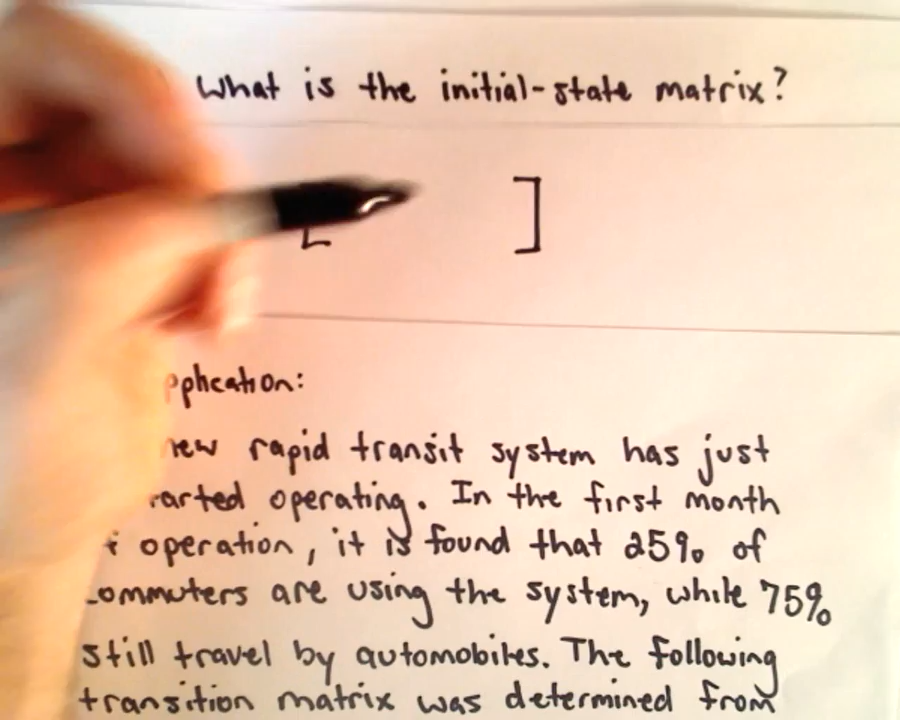 What is the initial-state matrix?
[ ]
pplication:
new rapid transit system has just
arted operating. In the first month
operation, it is found that 25% of
commuters are using the system, while 75%
still travel by automobiles. The following
transition matrix was determined from